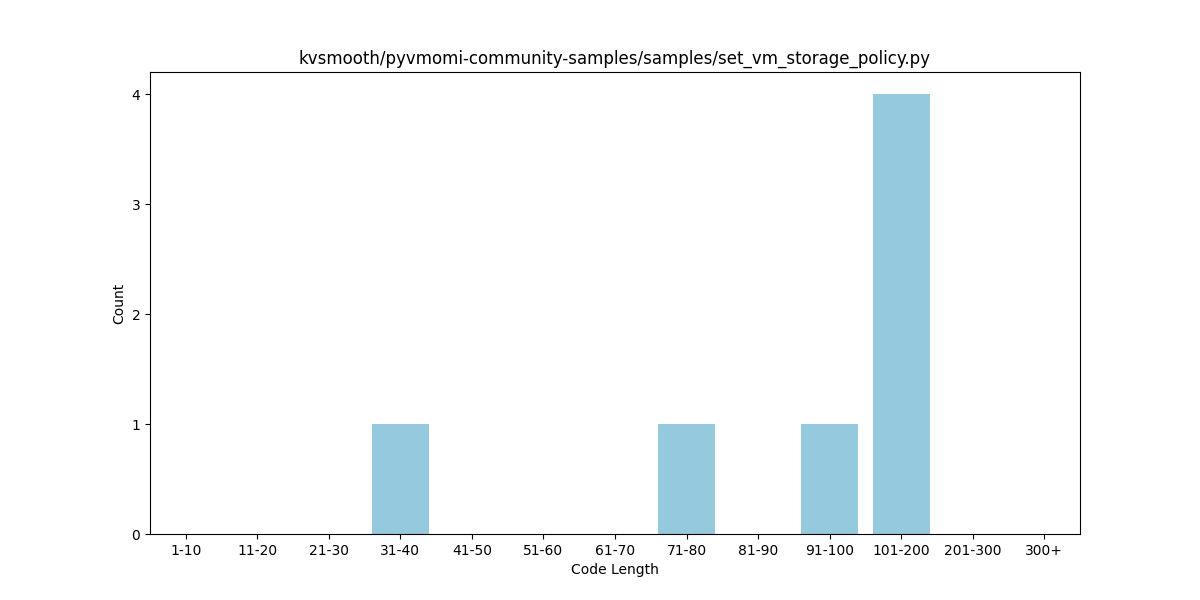 kvsmooth/pyvmomi-community-samples/samples/set_vm_storage_policy.py
4
3
2
1
0
Count
1-10 11-20 21-30 31-40 41-50 51-60 61-70 71-80 81-90 91-100 101-200 201-300 300+
Code Length